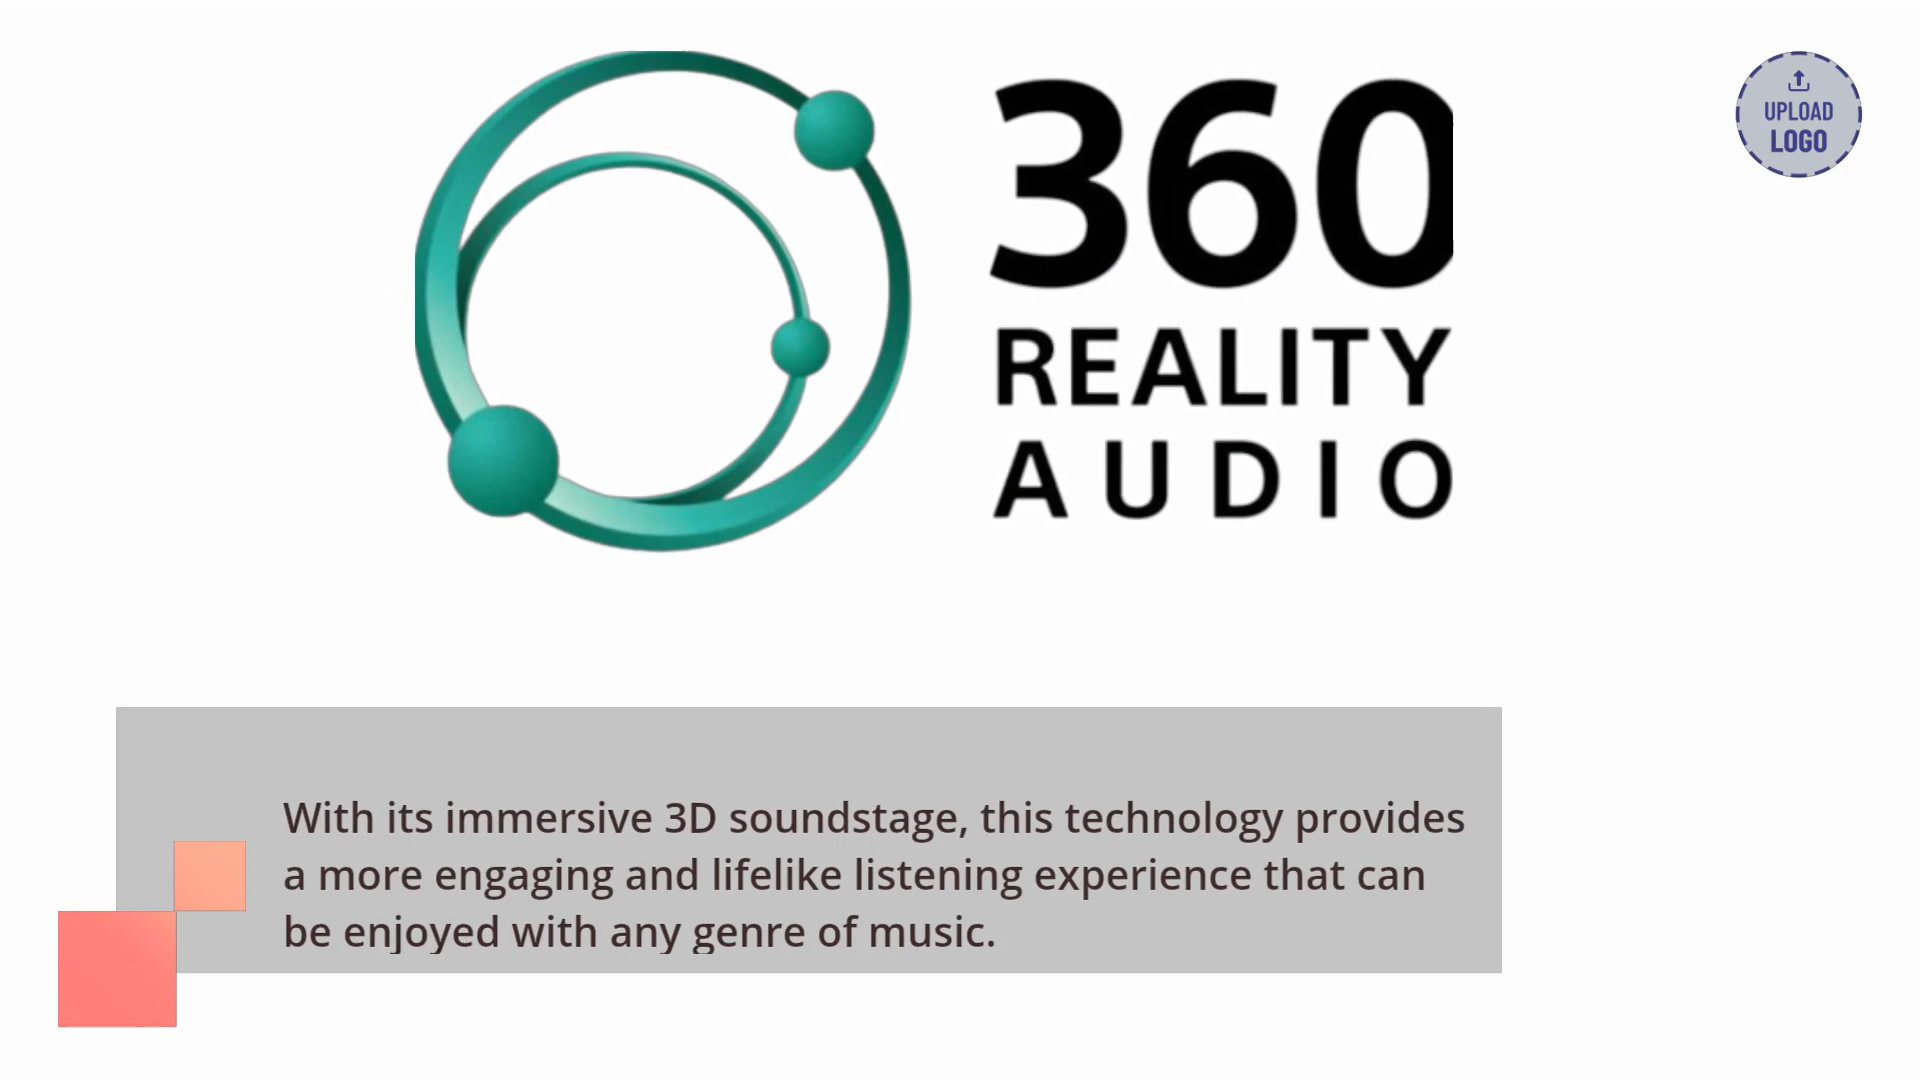 360
REALITY
AUDIO
UPLOAD
LOGO
With its immersive 3D soundstage, this technology provides
a more engaging and lifelike listening experience that can
be enjoyed with any genre of music.